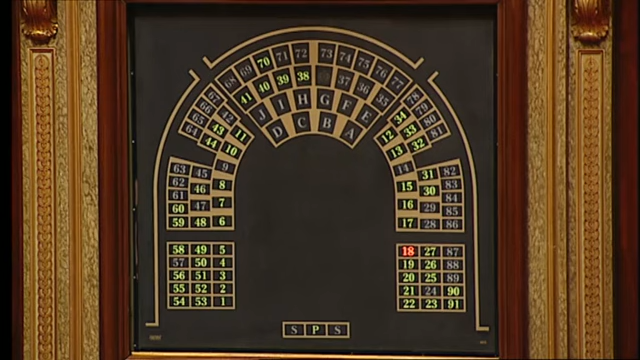 68 69 70 71 72 73 74 75 76 77
41 40 39 38 37 36 35
J I H G F E
D C B A
67 42 66 43 11 65 44 10 64
78 34 79 12 33 80 13 32 81
63 45 9
62 46 8
61 47 7
60
59 48 6
14 31 82
15 30 83
16 29 84
85
17 28 86
58 49 5
57 50 4
56 51 3
55 52 2
54 53 1
18 27 87
19 26 88
20 25 89
21 24 90
22 23 91
S P S